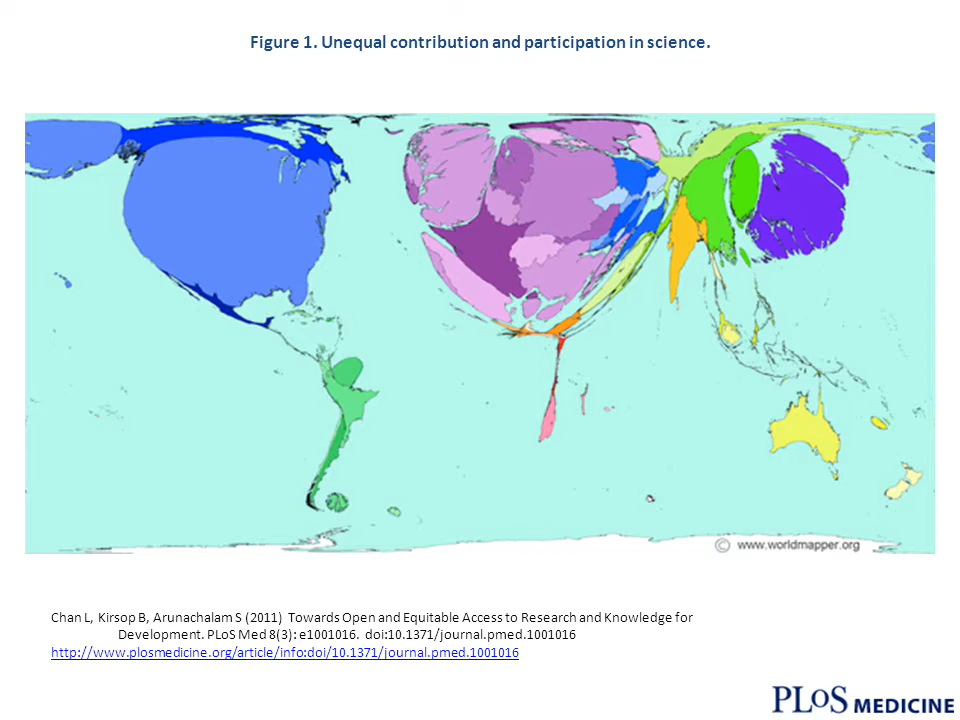 Figure 1. Unequal contribution and participation in science.
© www.worldmapper.org
Chan L, Kirsop B, Arunachalam S (2011) Towards Open and Equitable Access to Research and Knowledge for
Development. PLoS Med 8(3): e1001016. doi:10.1371/journal.pmed.1001016
http://www.plosmedicine.org/article/info:doi/10.1371/journal.pmed.1001016
PLoS MEDICINE